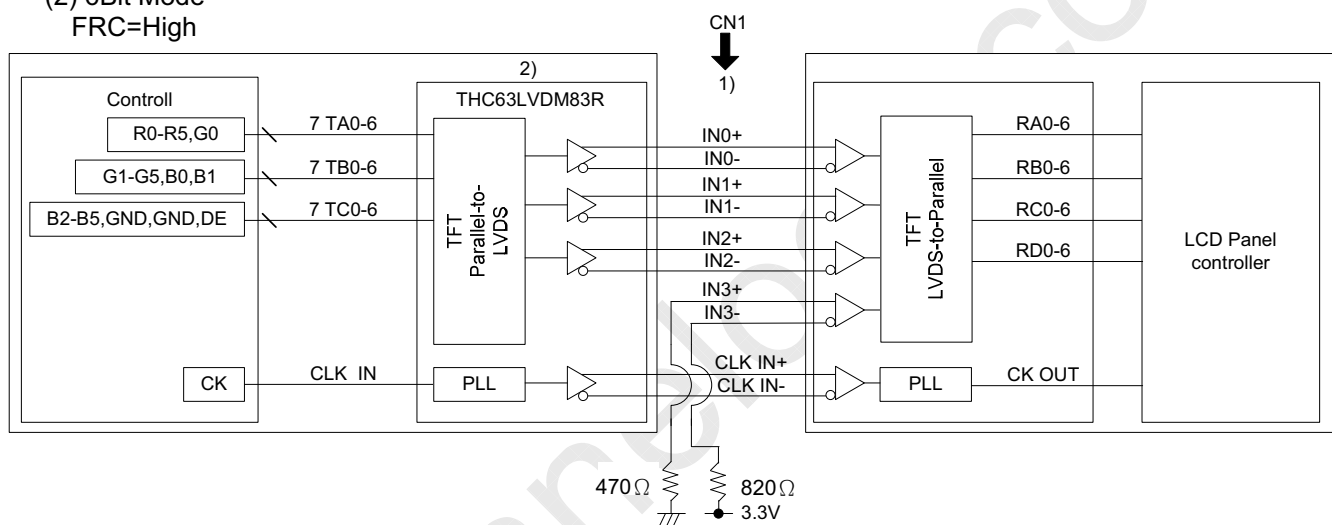 FRC=High
CN1
1)
2)
Controll
THC63LVDM83R
R0-R5,G0
7 TA0-6
IN0+
IN0-
RA0-6
G1-G5,B0,B1
7 TB0-6
IN1+
IN1-
RB0-6
B2-B5,GND,GND,DE
7 TC0-6
IN2+
IN2-
RC0-6
TFT
Parallel-to-
LVDS
TFT
LVDS-to-Parallel
RD0-6
LCD Panel
controller
IN3+
IN3-
CK
CLK IN
PLL
CLK IN+
CLK IN-
PLL
CK OUT
470Ω
820Ω
3.3V